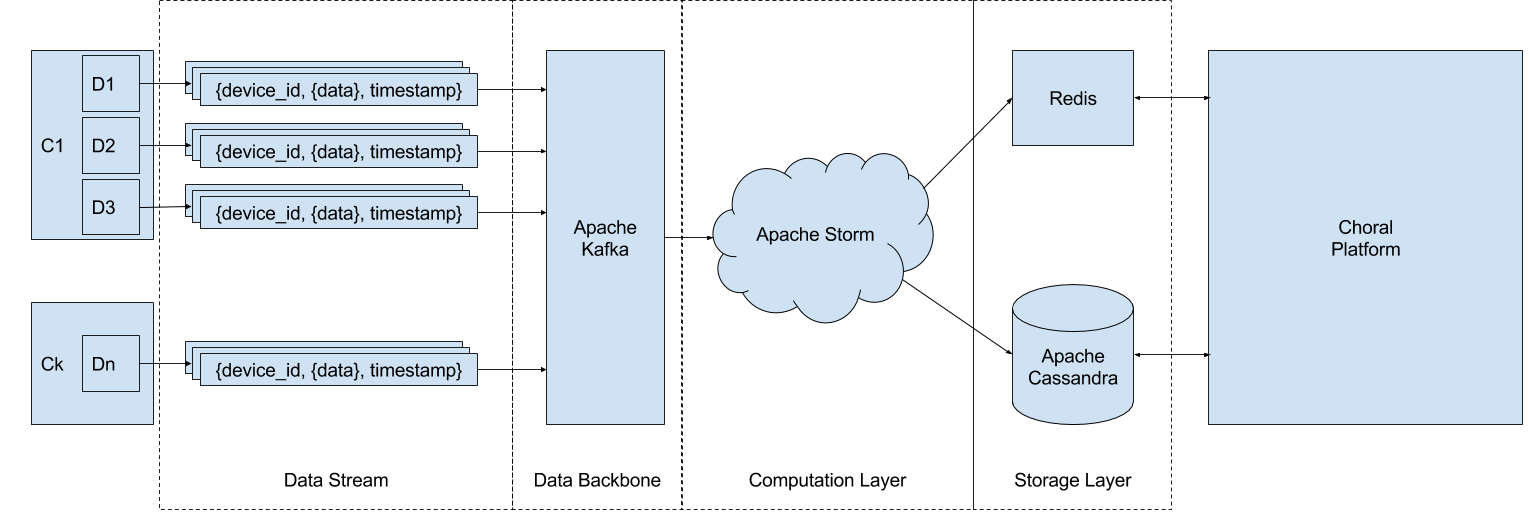 C1
D1
D2
D3
{device_id, {data}, timestamp}
{device_id, {data}, timestamp}
{device_id, {data}, timestamp}
Ck
Dn
{device_id, {data}, timestamp}
Apache
Kafka
Apache Storm
Redis
Apache
Cassandra
Choral
Platform
Data Stream
Data Backbone
Computation Layer
Storage Layer